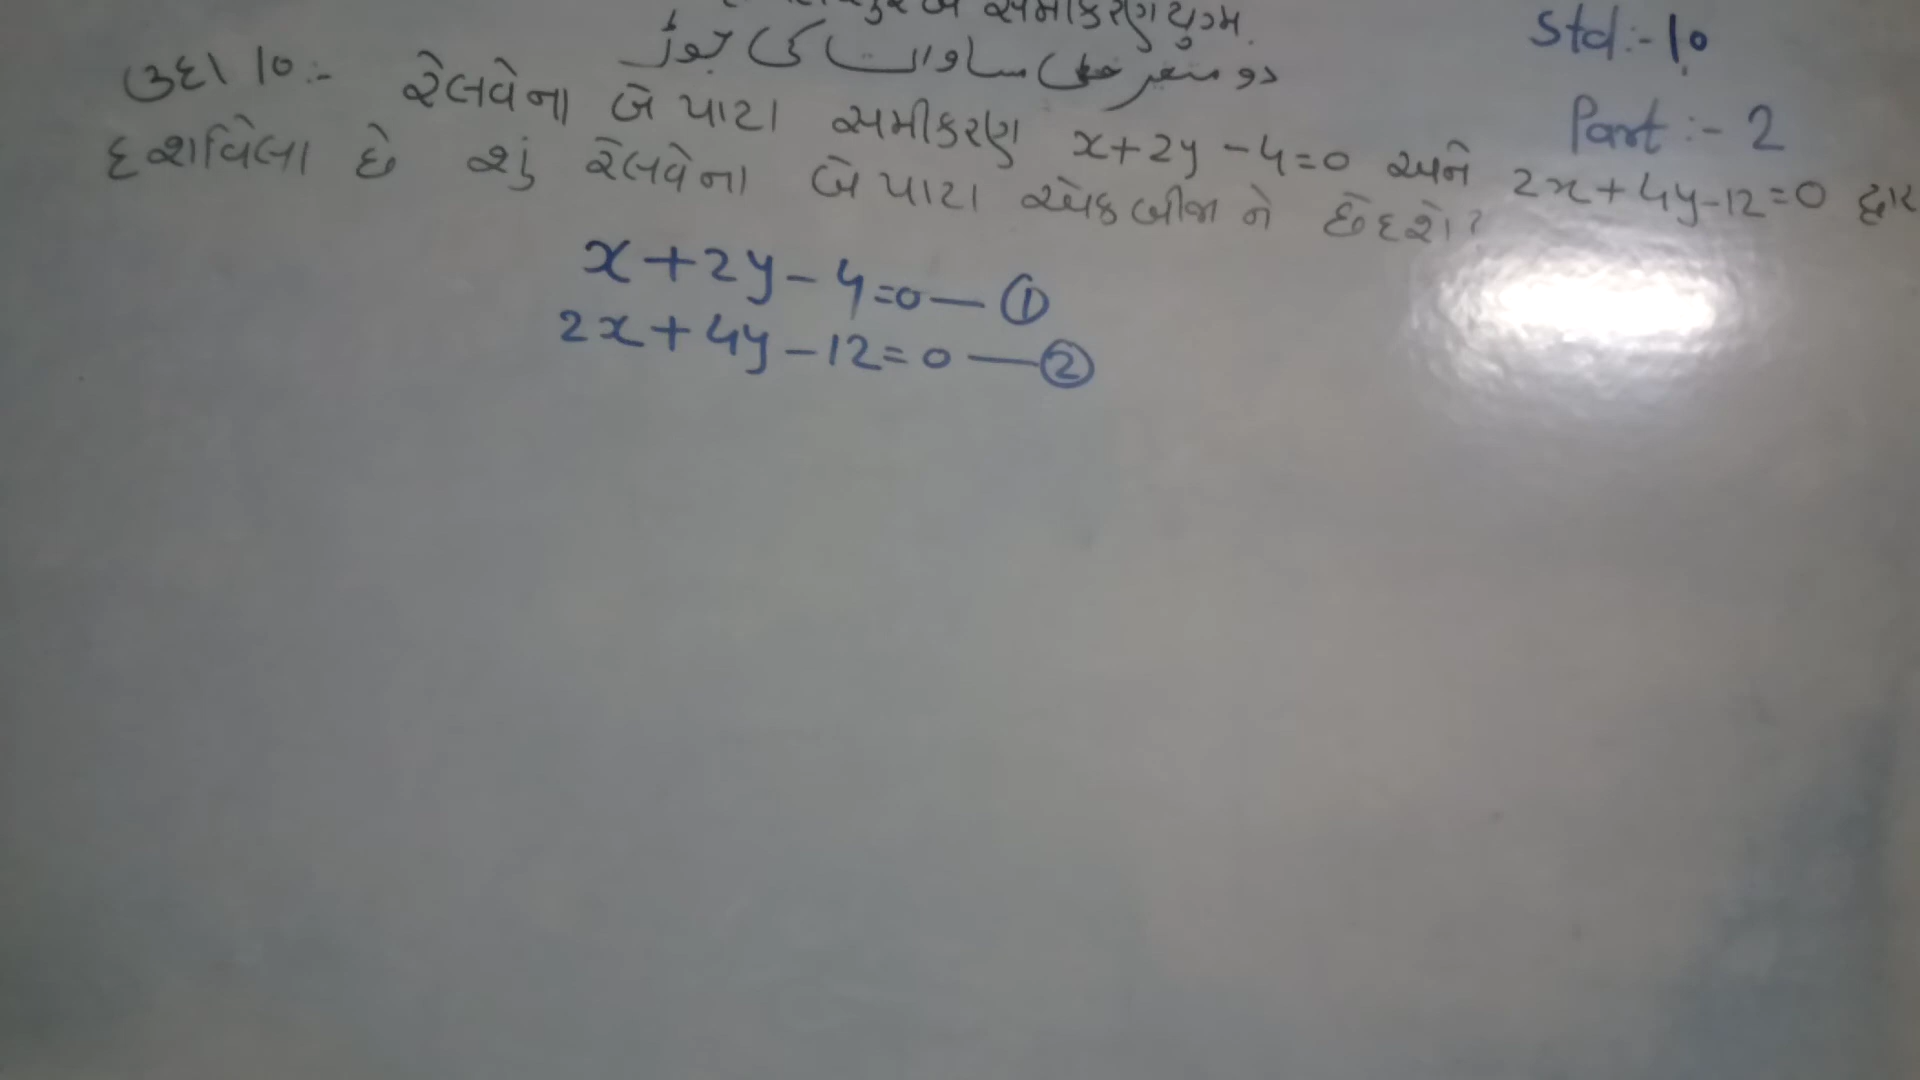 સમીકરણયુગ્મ.
دو متغیر خطی مساوات کی جوڑ
Std:- 10
Part :- 2
ઉદા 10:- રેલવેના બે પાટા સમીકરણ x+2y-4=0 અને 2x+4y-12=0 દ્વાર
દર્શાવેલા છે શું રેલવેના બે પાટા એકબીજા ને છેદશે?
x+2y-4=0 — ①
2x+4y-12=0 — ②